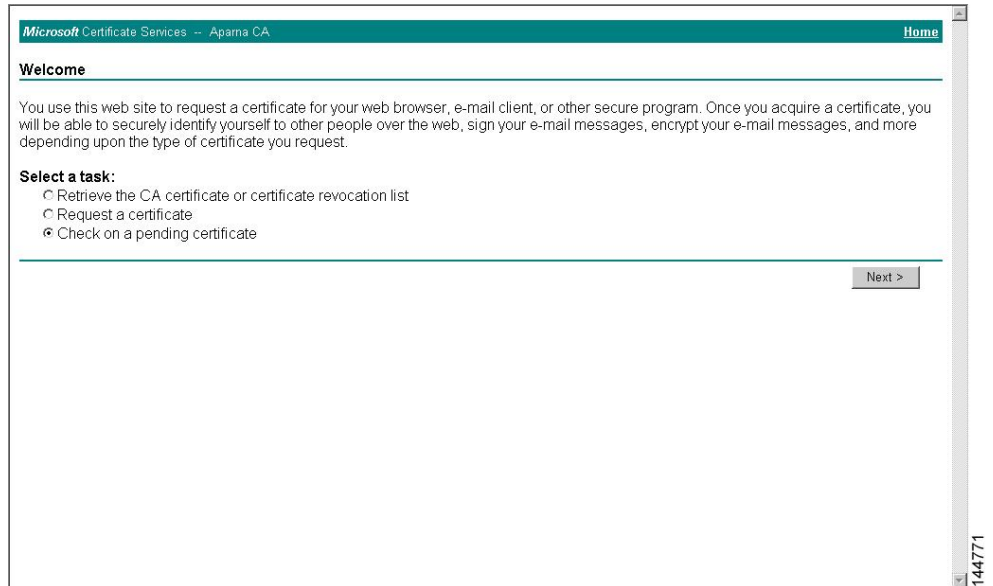 Microsoft Certificate Services -- Aparna CA Home
Welcome
You use this web site to request a certificate for your web browser, e-mail client, or other secure program. Once you acquire a certificate, you
will be able to securely identify yourself to other people over the web, sign your e-mail messages, encrypt your e-mail messages, and more
depending upon the type of certificate you request.
Select a task:
Retrieve the CA certificate or certificate revocation list
Request a certificate
Check on a pending certificate
Next >
144771